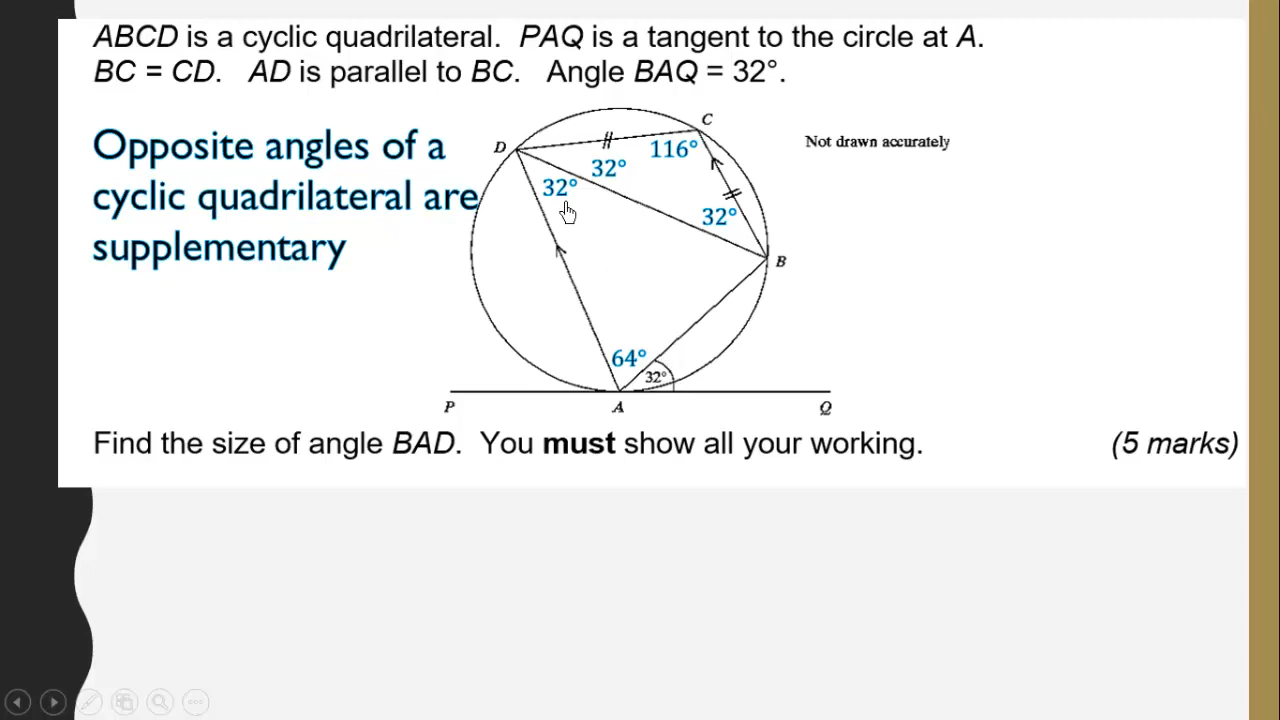 ABCD is a cyclic quadrilateral. PAQ is a tangent to the circle at A.
BC = CD. AD is parallel to BC. Angle BAQ = 32°.
Opposite angles of a
cyclic quadrilateral are
supplementary
C
D
116°
Not drawn accurately
32°
32°
32°
B
64°
32°
P
A
Q
Find the size of angle BAD. You must show all your working. (5 marks)